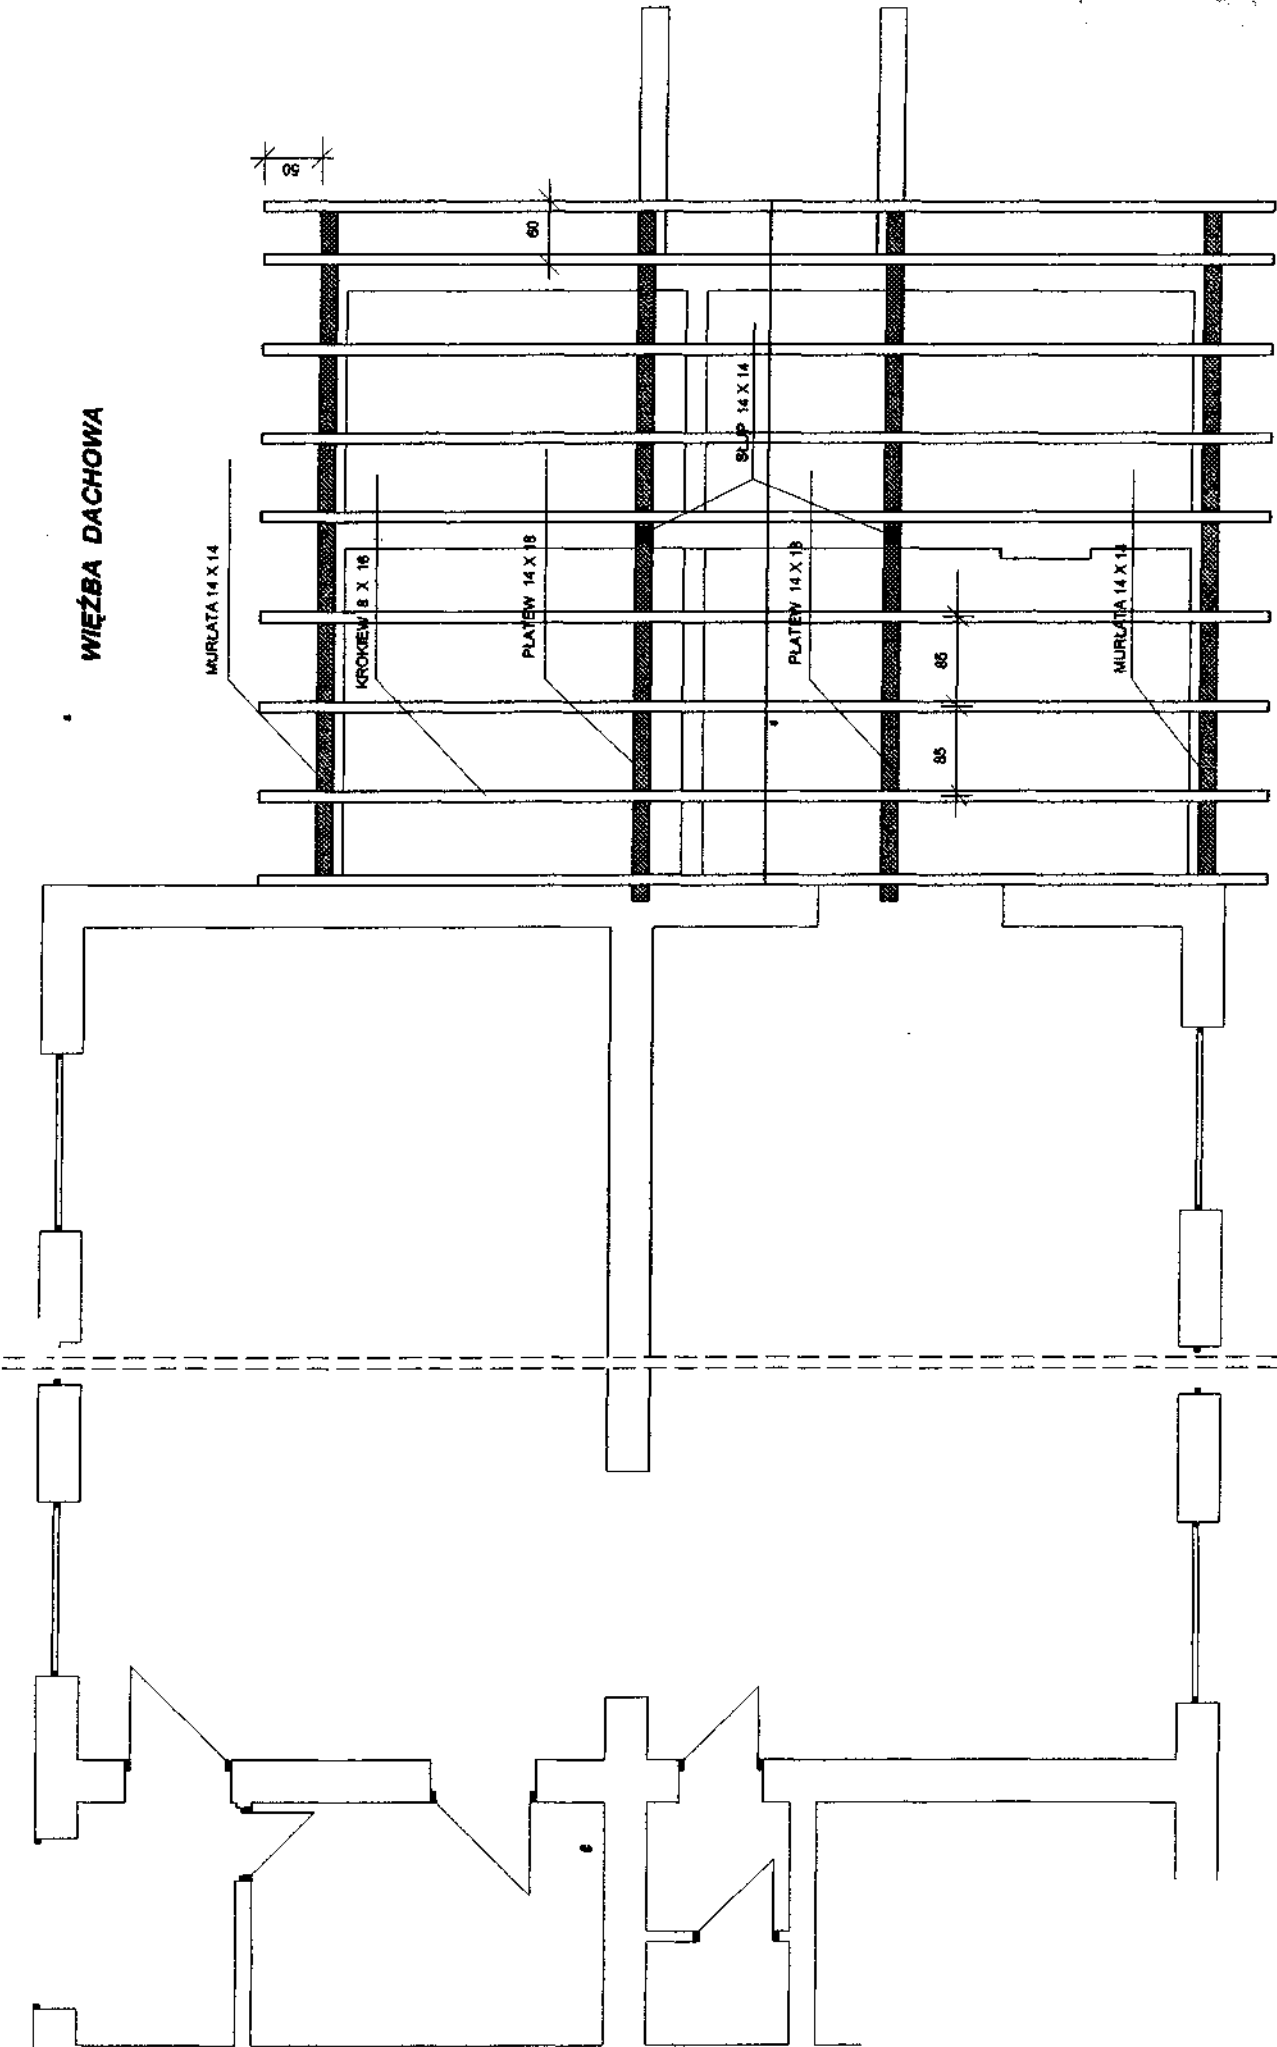 WIĘŹBA DACHOWA
MURŁATA 14 X 14
KROKIEW 8 X 16
PŁATEW 14 X 18
SŁUP 14 X 14
PŁATEW 14 X 18
MURŁATA 14 X 14
50
60
85
85